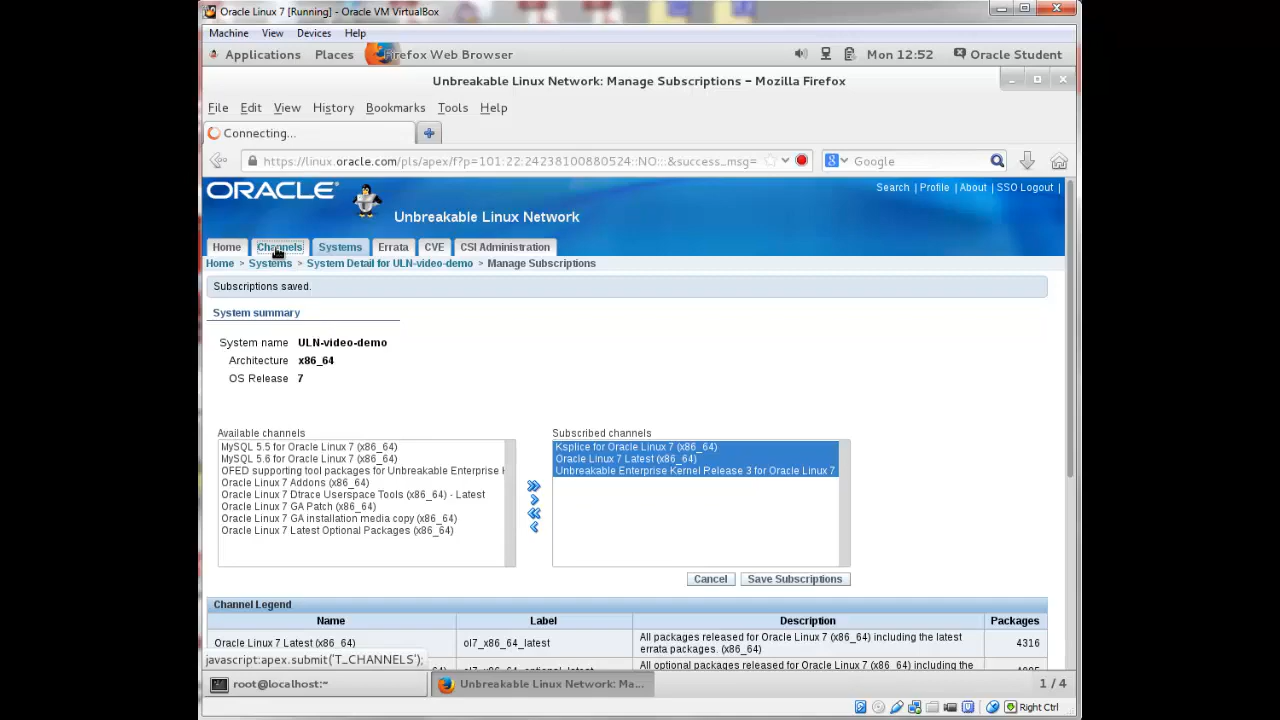 Oracle Linux 7 [Running] - Oracle VM VirtualBox
Machine View Devices Help
Applications Places Firefox Web Browser Mon 12:52 Oracle Student
Unbreakable Linux Network: Manage Subscriptions - Mozilla Firefox
File Edit View History Bookmarks Tools Help
Connecting...
https://linux.oracle.com/pls/apex/f?p=101:22:24238100880524::NO:::&success_msg= Google
Search | Profile | About | SSO Logout |
ORACLE
Unbreakable Linux Network
Home Channels Systems Errata CVE CSI Administration
Home > Systems > System Detail for ULN-video-demo > Manage Subscriptions
Subscriptions saved.
System summary
System name ULN-video-demo
Architecture x86_64
OS Release 7
Available channels
MySQL 5.5 for Oracle Linux 7 (x86_64)
MySQL 5.6 for Oracle Linux 7 (x86_64)
OFED supporting tool packages for Unbreakable Enterprise
Oracle Linux 7 Addons (x86_64)
Oracle Linux 7 Dtrace Userspace Tools (x86_64) - Latest
Oracle Linux 7 GA Patch (x86_64)
Oracle Linux 7 GA installation media copy (x86_64)
Oracle Linux 7 Latest Optional Packages (x86_64)
Subscribed channels
Ksplice for Oracle Linux 7 (x86_64)
Oracle Linux 7 Latest (x86_64)
Unbreakable Enterprise Kernel Release 3 for Oracle Linux 7
Cancel Save Subscriptions
Channel Legend
Name Label Description Packages
Oracle Linux 7 Latest (x86_64) ol7_x86_64_latest All packages released for Oracle Linux 7 (x86_64) including the latest errata packages. (x86_64) 4316
All optional packages released for Oracle Linux 7 (x86_64) including the
javascript:apex.submit('T_CHANNELS');
root@localhost:~ Unbreakable Linux Network: Ma... 1 / 4
Right Ctrl